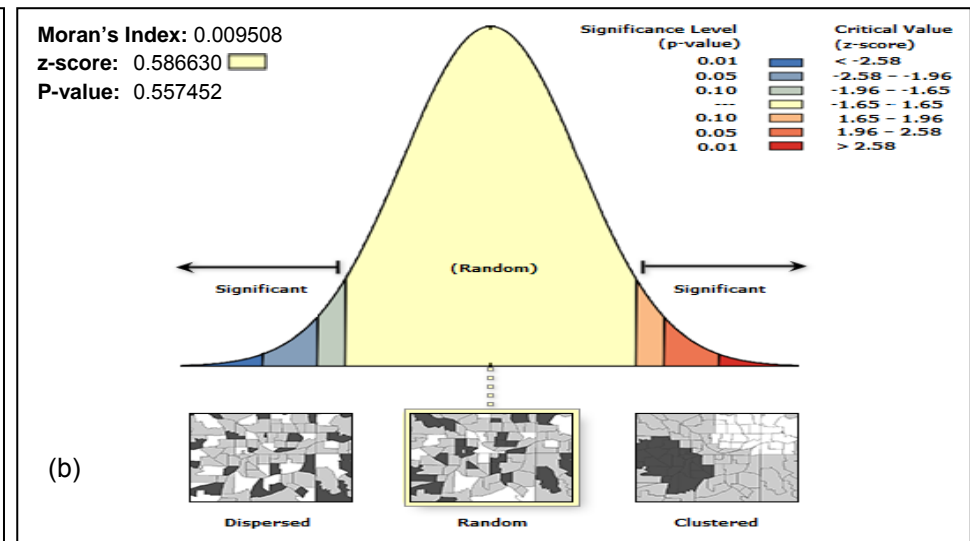 Moran's Index: 0.009508
z-score: 0.586630
P-value: 0.557452
Significance Level
(p-value)
Critical Value
(z-score)
0.01 < -2.58
0.05 -2.58 – -1.96
0.10 -1.96 – -1.65
--- -1.65 – 1.65
0.10 1.65 – 1.96
0.05 1.96 – 2.58
0.01 > 2.58
(Random)
Significant
Significant
(b)
Dispersed
Random
Clustered